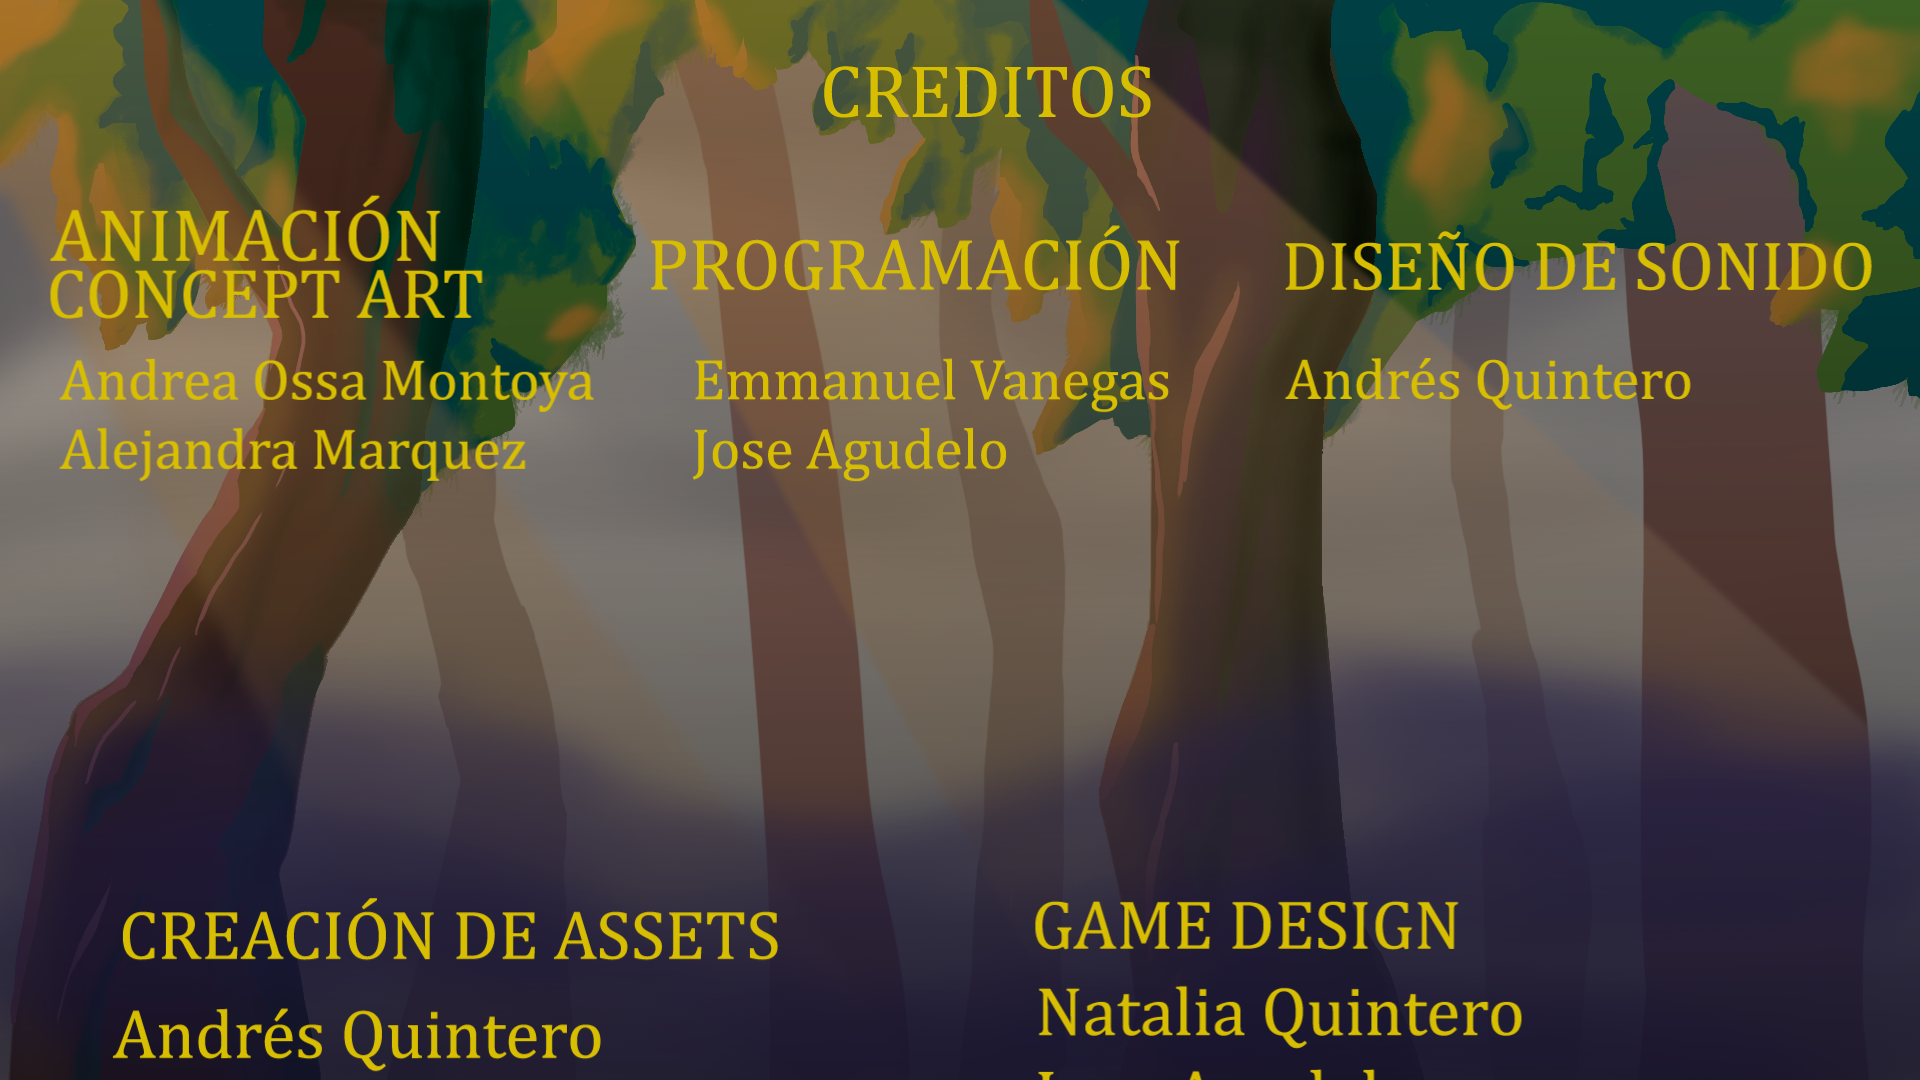 CREDITOS
ANIMACIÓN
CONCEPT ART
Andrea Ossa Montoya
Alejandra Marquez
PROGRAMACIÓN
Emmanuel Vanegas
Jose Agudelo
DISEÑO DE SONIDO
Andrés Quintero
CREACIÓN DE ASSETS
Andrés Quintero
GAME DESIGN
Natalia Quintero